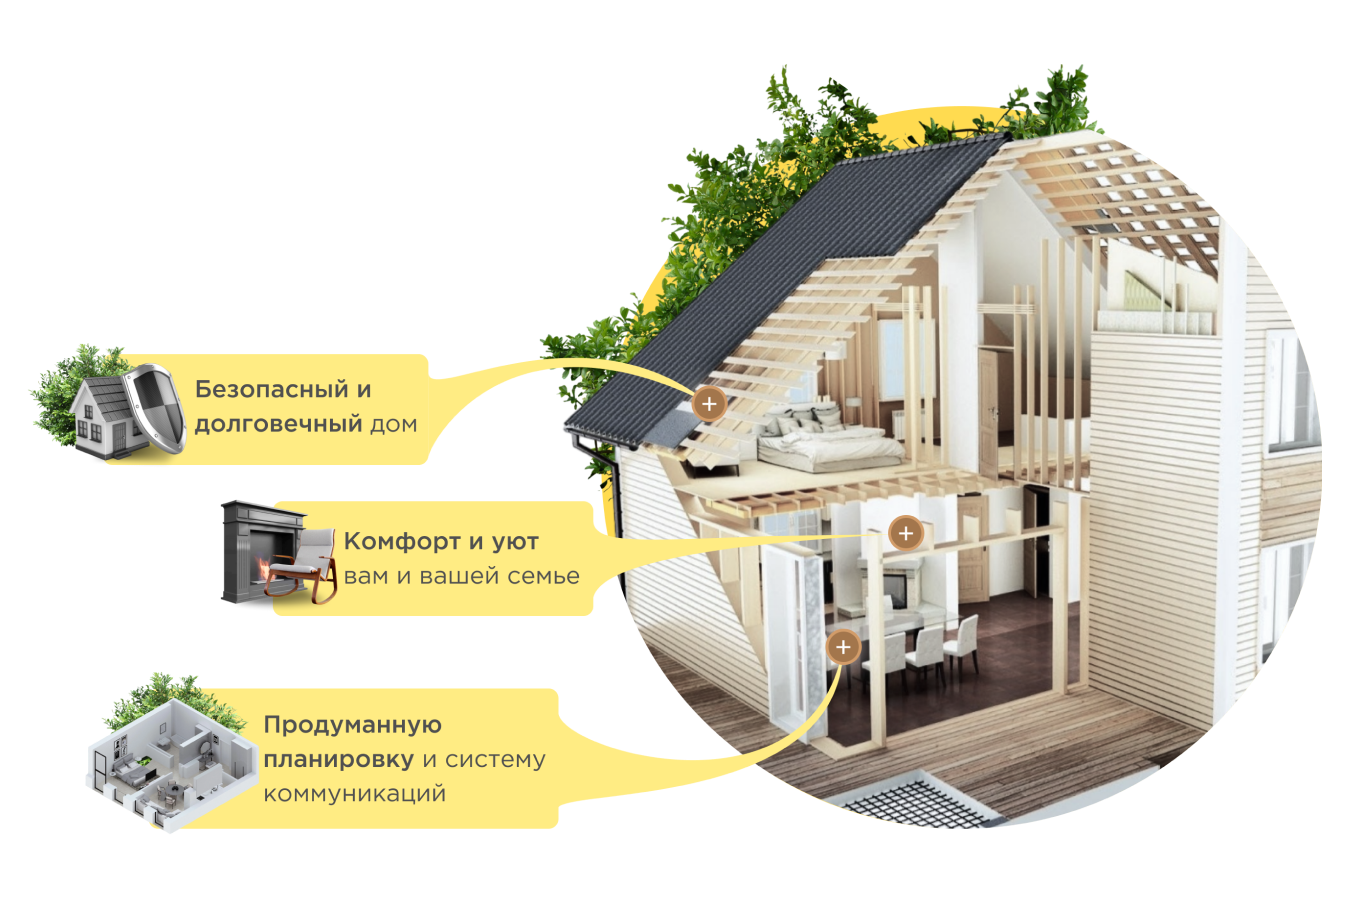 Безопасный и
долговечный дом
Комфорт и уют
вам и вашей семье
Продуманную
планировку и систему
коммуникаций